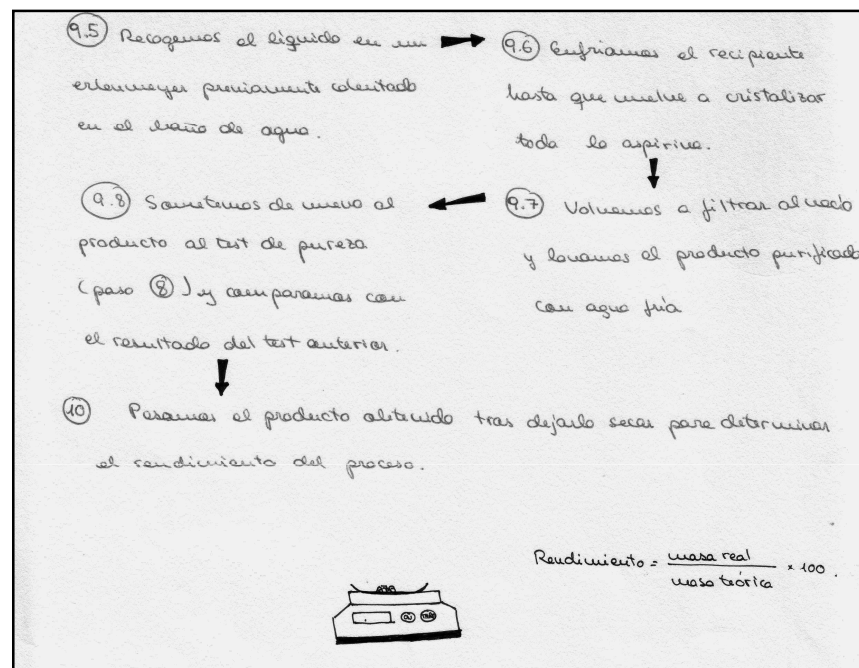 9.5 Recogemos el líquido en un
erlenmeyer previamente calentado
en el baño de agua.
9.6 Enfriamos el recipiente
hasta que vuelve a cristalizar
toda la aspirina.
9.7 Volvemos a filtrar al vacío
y lavamos el producto purificado
con agua fría
9.8 Sometemos de nuevo al
producto al test de pureza
(paso 8) y comparamos con
el resultado del test anterior.
10 Pesamos el producto obtenido tras dejarlo secar para determinar
el rendimiento del proceso.
Rendimiento = masa real / masa teórica × 100.